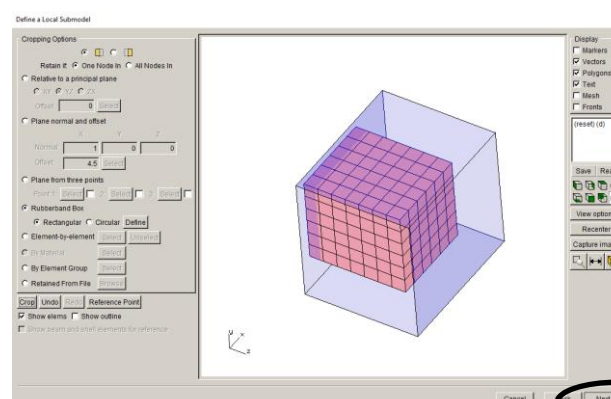 Define a Local Submodel
Cropping Options
Retain if: One Node In All Nodes In
Relative to a principal plane
XY YZ ZX
Offset 0 Select
Plane normal and offset
X Y Z
Normal 1 0 0
Offset 4.5 Select
Plane from three points
Point 1: Select 2: Select 3: Select
Rubberband Box
Rectangular Circular Define
Element-by-element Select Unselect
By Material Select
By Element Group Select
Retained From File Browse
Crop Undo Redo Reference Point
Show elems Show outline
Show beam and shell elements for reference
y x
z
Display
Markers
Vectors
Polygons
Text
Mesh
Fronts
(reset) (d)
Save Rea
View option
Recenter
Capture ima
Cancel Next